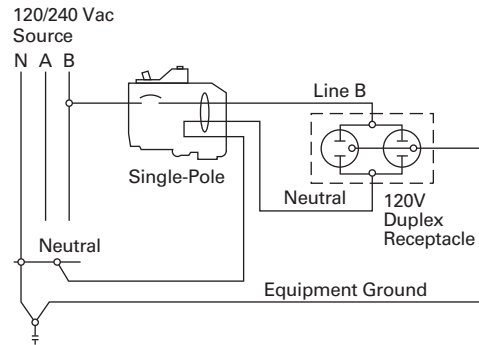 120/240 Vac
Source
N A B
Line B
Single-Pole
Neutral
120V
Duplex
Receptacle
Neutral
Equipment Ground